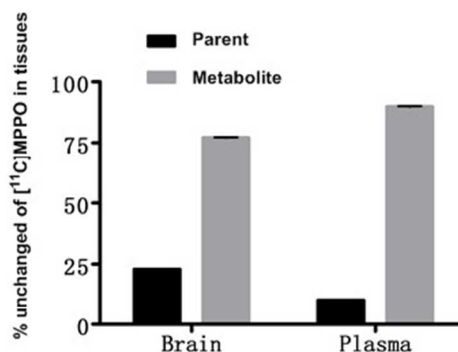 Parent
Metabolite
% unchanged of [¹¹C]MPPO in tissues
100
75
50
25
0
Brain
Plasma